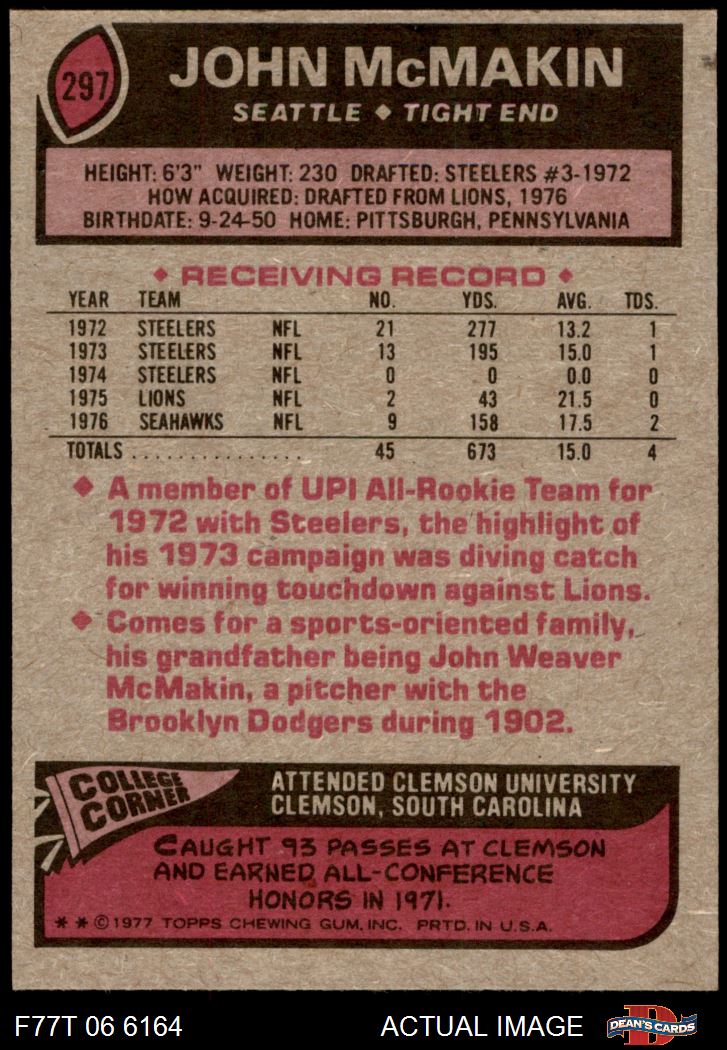 297
JOHN McMAKIN
SEATTLE ◆ TIGHT END
HEIGHT: 6'3" WEIGHT: 230 DRAFTED: STEELERS #3-1972
HOW ACQUIRED: DRAFTED FROM LIONS, 1976
BIRTHDATE: 9-24-50 HOME: PITTSBURGH, PENNSYLVANIA
◆ RECEIVING RECORD ◆
YEAR TEAM NO. YDS. AVG. TDS.
1972 STEELERS NFL 21 277 13.2 1
1973 STEELERS NFL 13 195 15.0 1
1974 STEELERS NFL 0 0 0.0 0
1975 LIONS NFL 2 43 21.5 0
1976 SEAHAWKS NFL 9 158 17.5 2
TOTALS . . . . . . . . . . . . . . . 45 673 15.0 4
◆ A member of UPI All-Rookie Team for
1972 with Steelers, the highlight of
his 1973 campaign was diving catch
for winning touchdown against Lions.
◆ Comes for a sports-oriented family,
his grandfather being John Weaver
McMakin, a pitcher with the
Brooklyn Dodgers during 1902.
COLLEGE
CORNER
ATTENDED CLEMSON UNIVERSITY
CLEMSON, SOUTH CAROLINA
CAUGHT 93 PASSES AT CLEMSON
AND EARNED ALL-CONFERENCE
HONORS IN 1971.
* * © 1977 TOPPS CHEWING GUM, INC. PRTD. IN U.S.A.
F77T 06 6164 ACTUAL IMAGE D DEAN'S CARDS